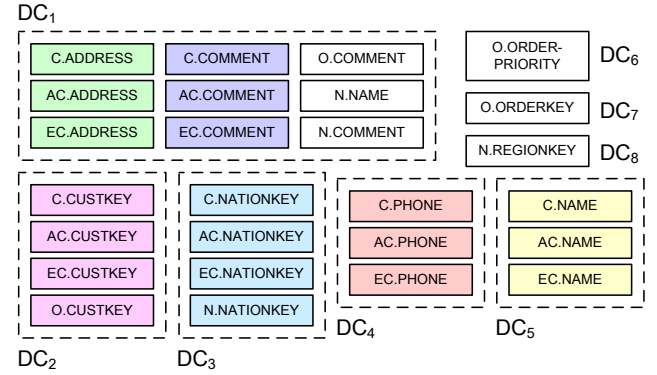 DC1
C.ADDRESS C.COMMENT O.COMMENT
AC.ADDRESS AC.COMMENT N.NAME
EC.ADDRESS EC.COMMENT N.COMMENT
O.ORDER-
PRIORITY
DC6
O.ORDERKEY
DC7
N.REGIONKEY
DC8
C.CUSTKEY
AC.CUSTKEY
EC.CUSTKEY
O.CUSTKEY
DC2
C.NATIONKEY
AC.NATIONKEY
EC.NATIONKEY
N.NATIONKEY
DC3
C.PHONE
AC.PHONE
EC.PHONE
DC4
C.NAME
AC.NAME
EC.NAME
DC5